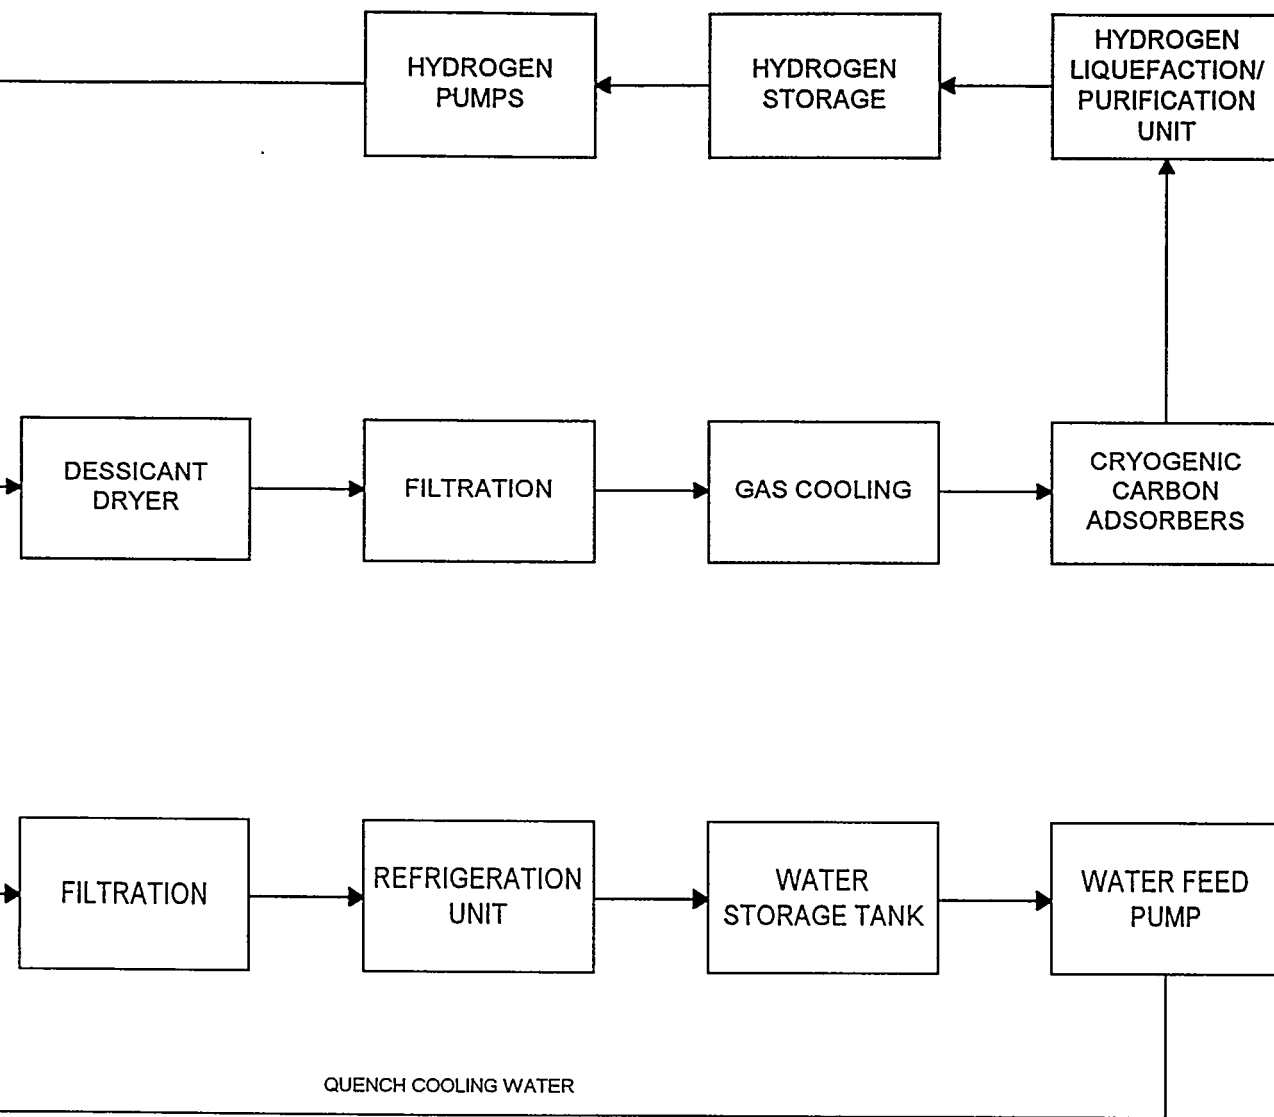 HYDROGEN
PUMPS
HYDROGEN
STORAGE
HYDROGEN
LIQUEFACTION/
PURIFICATION
UNIT
DESSICANT
DRYER
FILTRATION
GAS COOLING
CRYOGENIC
CARBON
ADSORBERS
FILTRATION
REFRIGERATION
UNIT
WATER
STORAGE TANK
WATER FEED
PUMP
QUENCH COOLING WATER